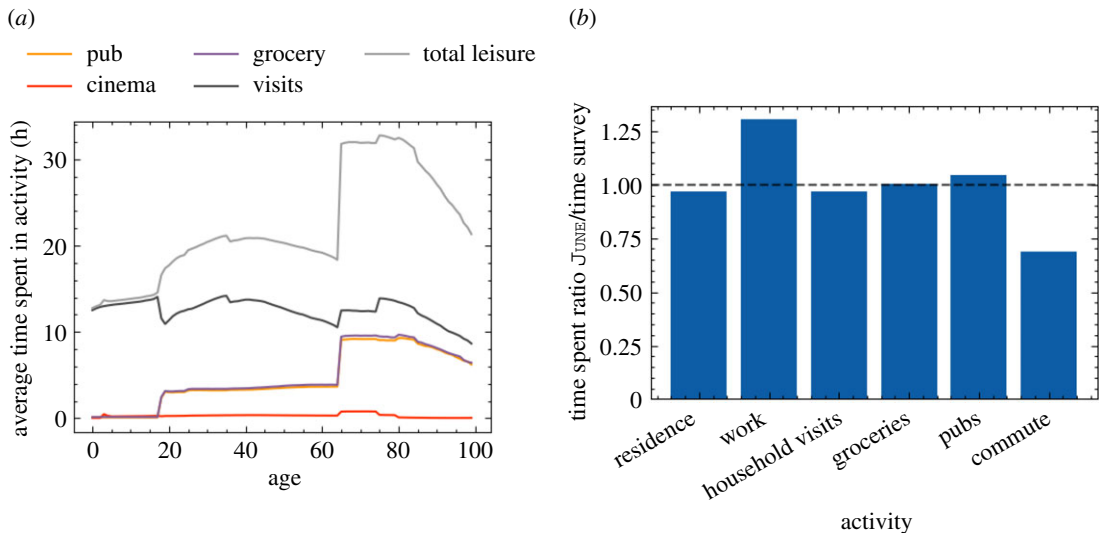 (a)
pub
grocery
total leisure
cinema
visits
average time spent in activity (h)
30
20
10
0
0 20 40 60 80 100
age
(b)
time spent ratio JUNE/time survey
1.25
1.00
0.75
0.50
0.25
0
residence
work
household visits
groceries
pubs
commute
activity